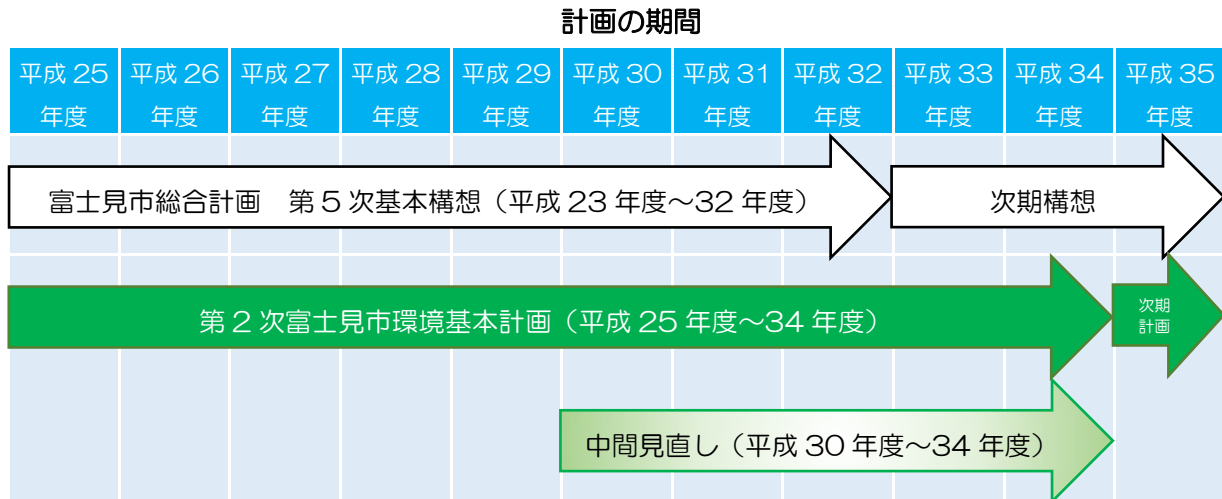 計画の期間
平成 25 平成 26 平成 27 平成 28 平成 29 平成 30 平成 31 平成 32 平成 33 平成 34 平成 35
年度 年度 年度 年度 年度 年度 年度 年度 年度 年度 年度
富士見市総合計画　第 5 次基本構想（平成 23 年度～32 年度） 次期構想
第 2 次富士見市環境基本計画（平成 25 年度～34 年度）
次期
計画
中間見直し（平成 30 年度～34 年度）